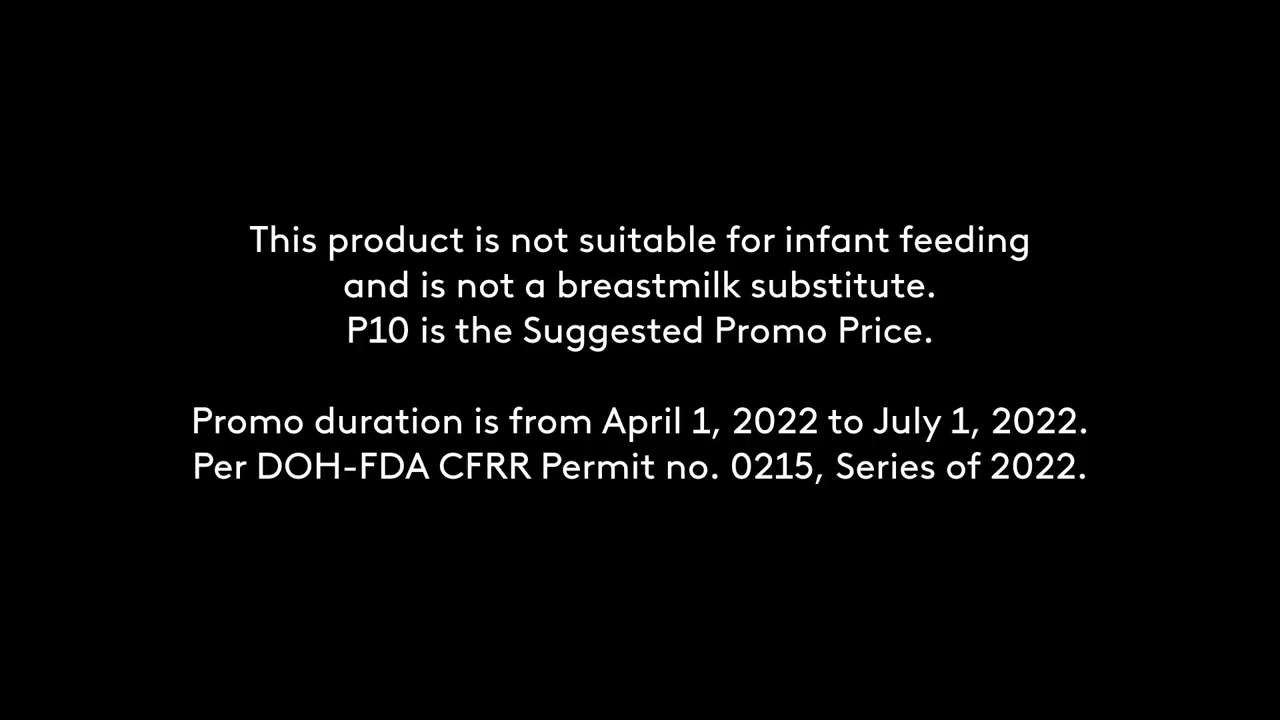 This product is not suitable for infant feeding
and is not a breastmilk substitute.
P10 is the Suggested Promo Price.
Promo duration is from April 1, 2022 to July 1, 2022.
Per DOH-FDA CFRR Permit no. 0215, Series of 2022.